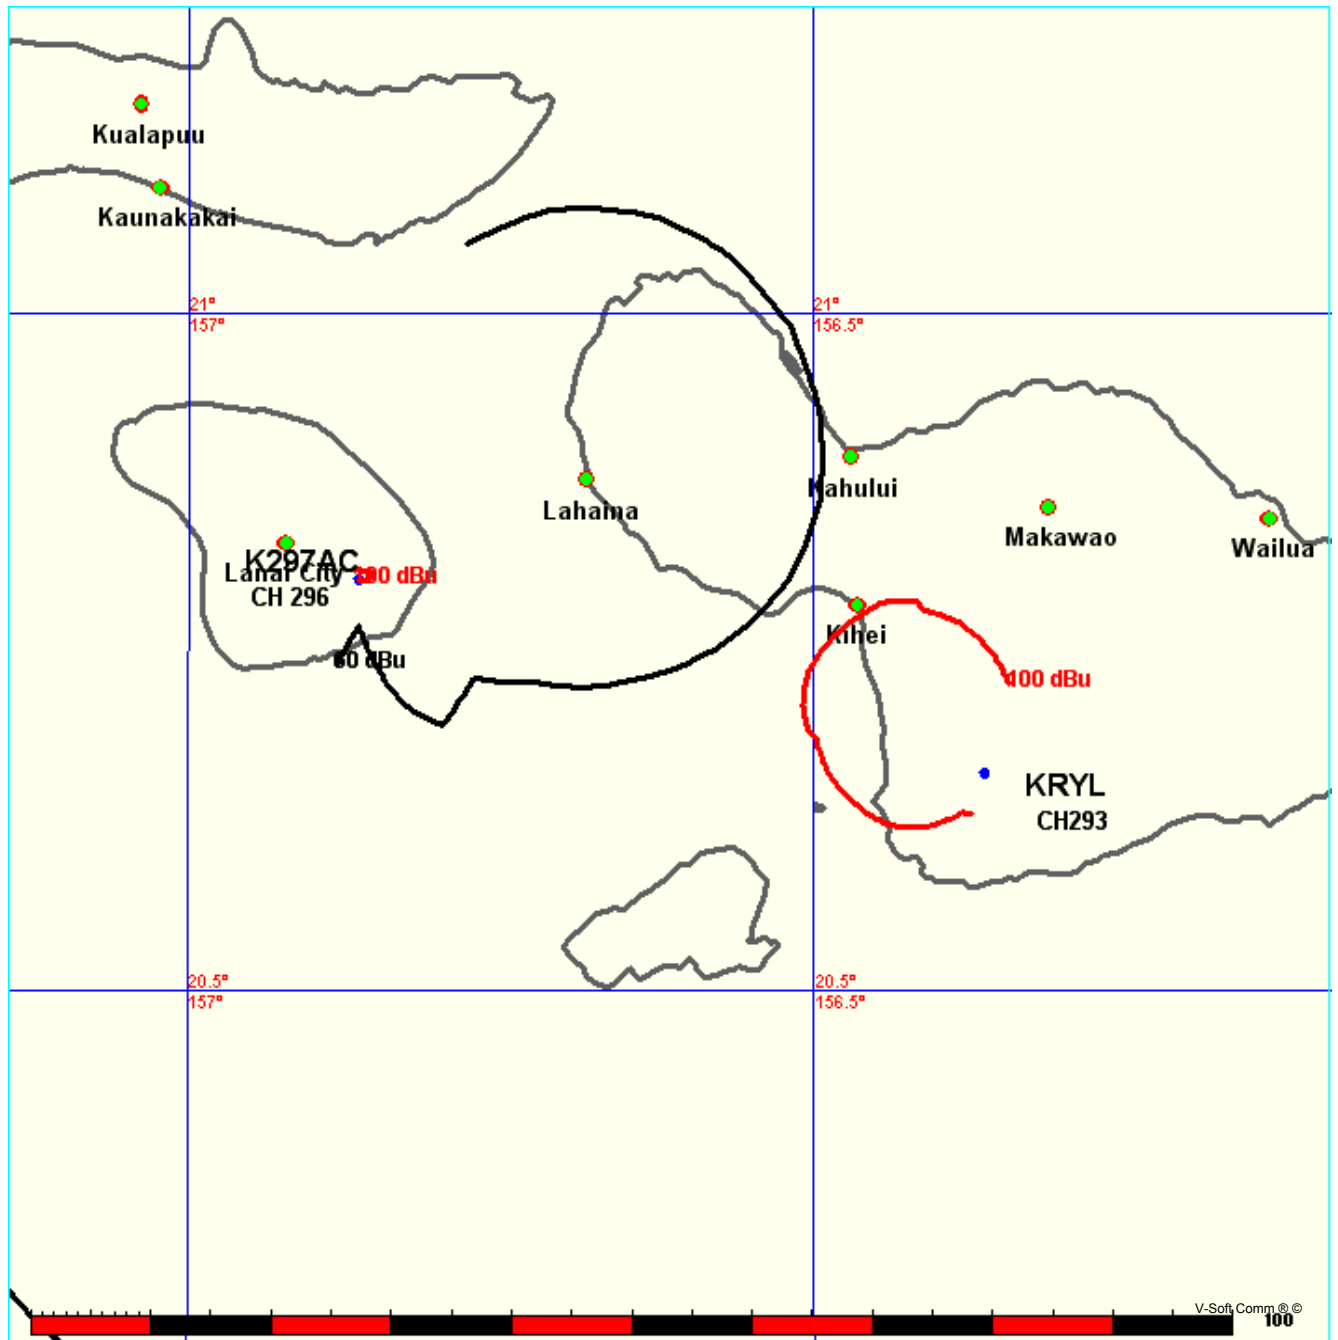 Kualapuu
Kaunakakai
21°
157°
21°
156.5°
Kahului
Lahaina
Makawao
Wailua
K297AC
Lanai City
100 dBu
CH 296
60 dBu
Kihei
100 dBu
KRYL
CH293
20.5°
157°
20.5°
156.5°
V-Soft Comm ® ©
100